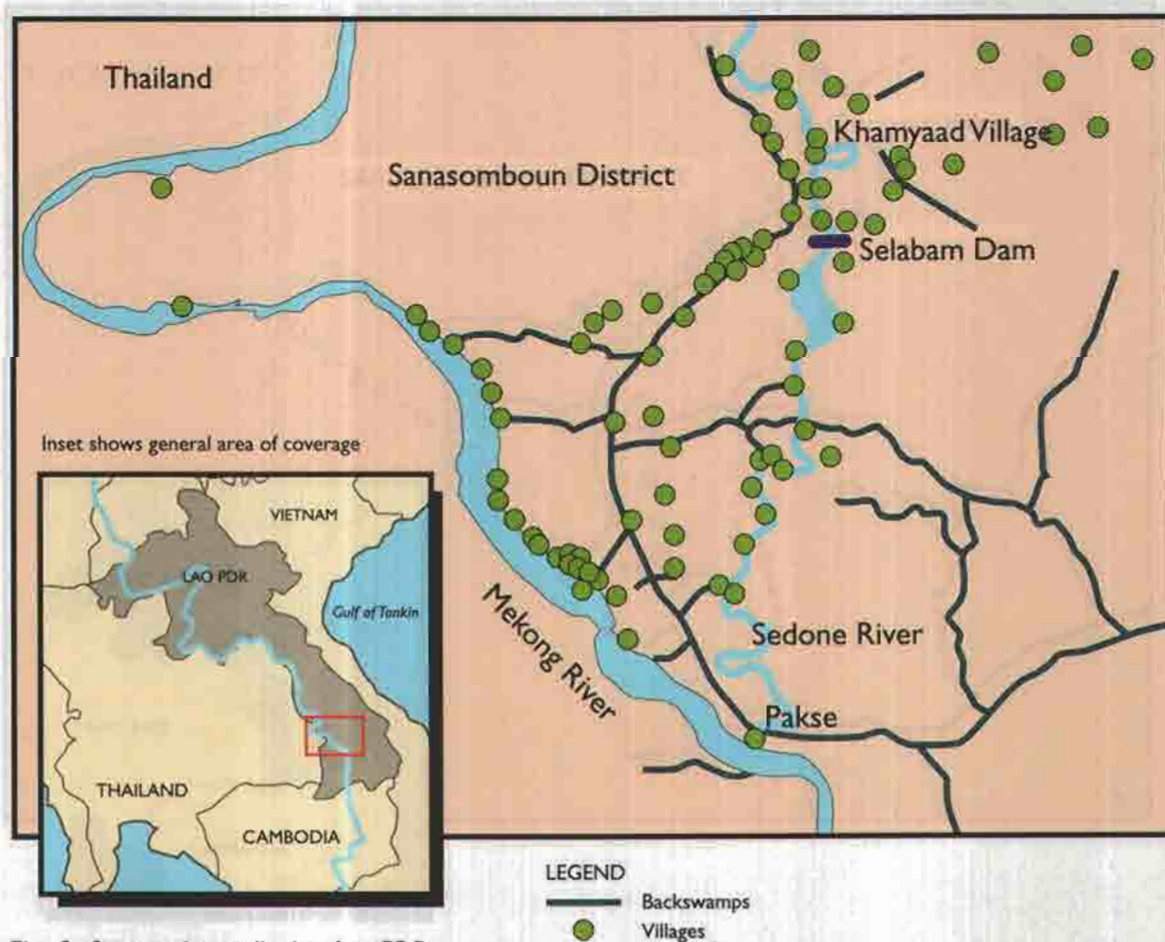 Thailand
Sanasomboun District
Khamyaad Village
Selabam Dam
Inset shows general area of coverage
VIETNAM
LAO PDR
Gulf of Tonkin
THAILAND
CAMBODIA
Mekong River
Sedone River
Pakse
LEGEND
Backswamps
Villages